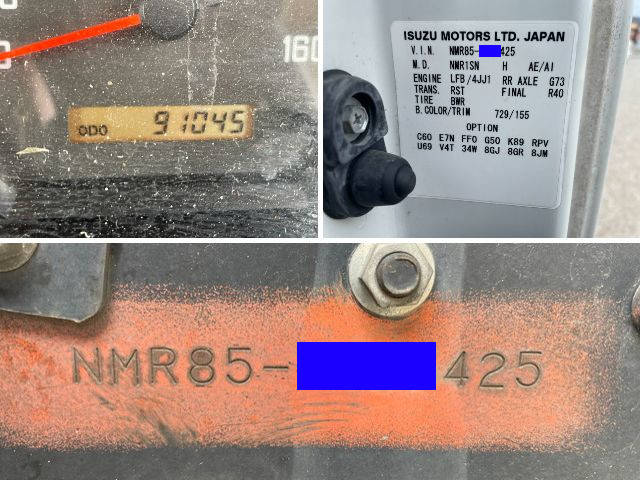 160
ODO 91045
ISUZU MOTORS LTD. JAPAN
V.I.N. NMR85- 425
M.D. NMR1SN H AE/AI
ENGINE LFB/4JJ1 RR AXLE G73
TRANS. RST FINAL R40
TIRE BWR
B.COLOR/TRIM 729/155
OPTION
C60 E7N FF0 G50 K89 RPV
U69 V4T 34W 8GJ 8GR 8JM
NMR85- 425